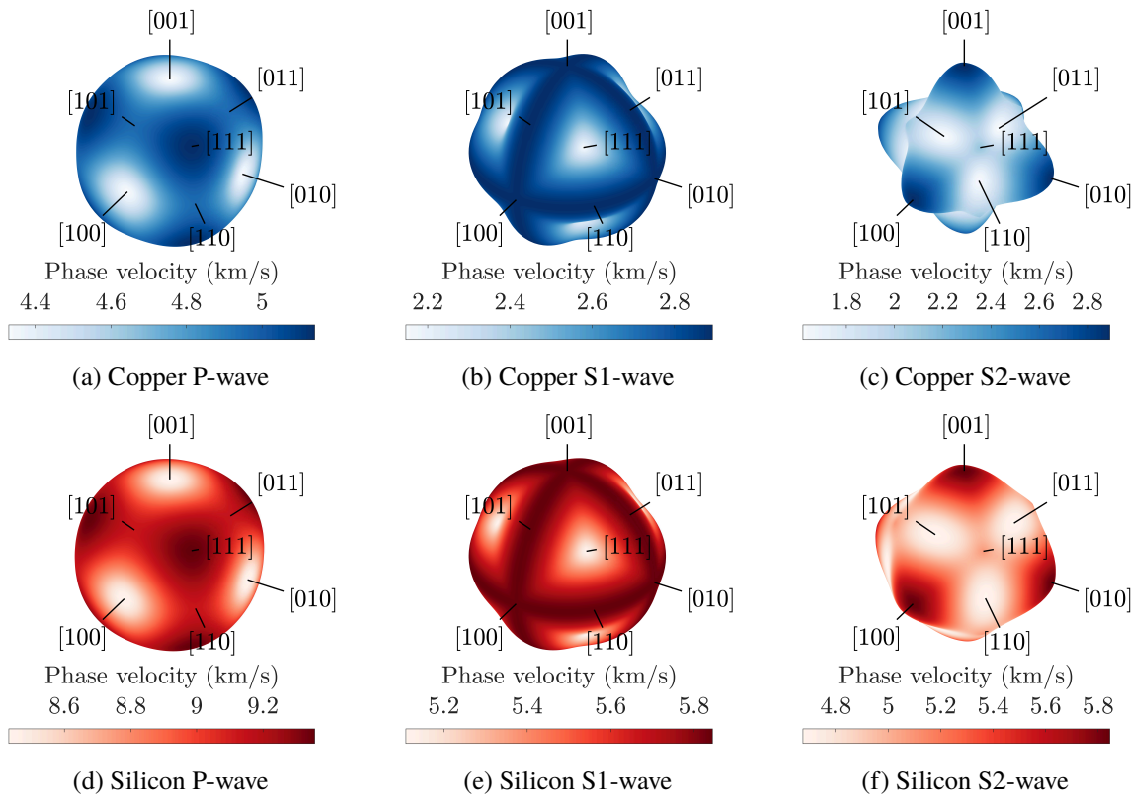 [001]
[011]
[101]
[111]
[010]
[100]
[110]
Phase velocity (km/s)
4.4 4.6 4.8 5
(a) Copper P-wave
[001]
[011]
[101]
[111]
[010]
[100]
[110]
Phase velocity (km/s)
2.2 2.4 2.6 2.8
(b) Copper S1-wave
[001]
[011]
[101]
[111]
[010]
[100]
[110]
Phase velocity (km/s)
1.8 2 2.2 2.4 2.6 2.8
(c) Copper S2-wave
[001]
[011]
[101]
[111]
[010]
[100]
[110]
Phase velocity (km/s)
8.6 8.8 9 9.2
(d) Silicon P-wave
[001]
[011]
[101]
[111]
[010]
[100]
[110]
Phase velocity (km/s)
5.2 5.4 5.6 5.8
(e) Silicon S1-wave
[001]
[011]
[101]
[111]
[010]
[100]
[110]
Phase velocity (km/s)
4.8 5 5.2 5.4 5.6 5.8
(f) Silicon S2-wave